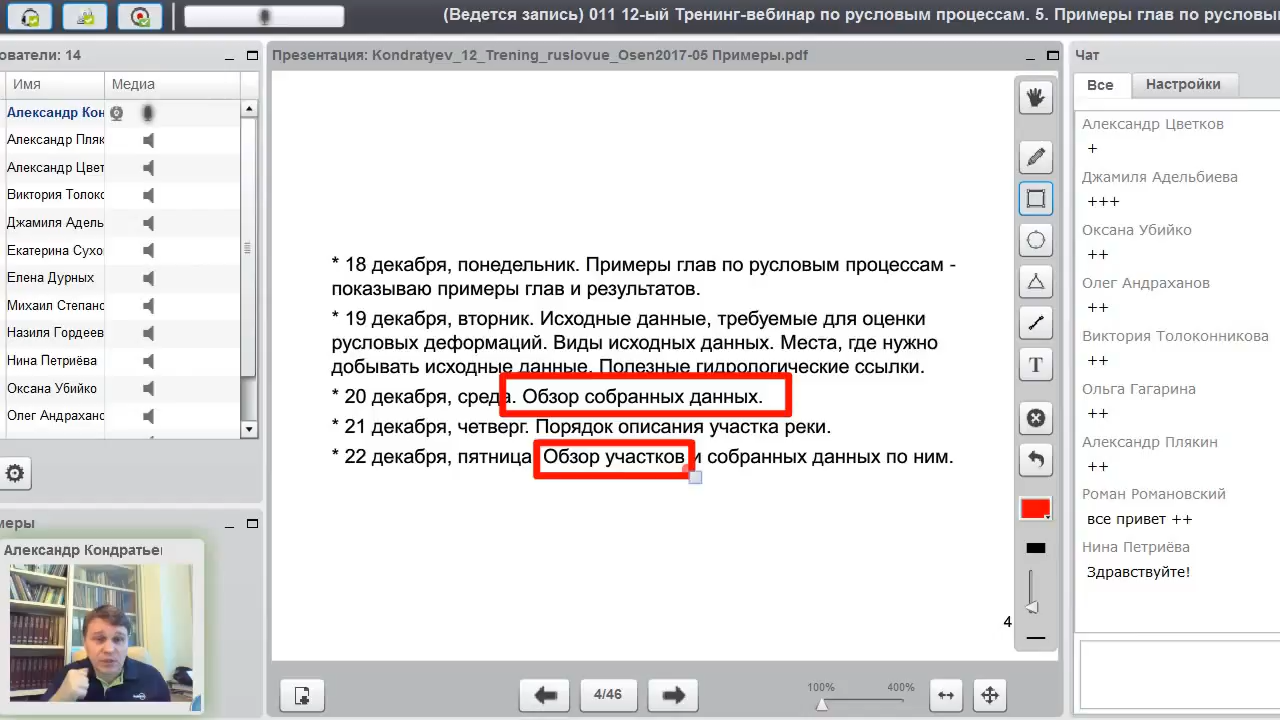 (Ведется запись) 011 12-ый Тренинг-вебинар по русловым процессам. 5. Примеры глав по русловы
ователи: 14
Имя Медиа
Александр Кон
Александр Пляк
Александр Цвет
Виктория Толоко
Джамиля Адель
Екатерина Сухо
Елена Дурных
Михаил Степано
Назиля Гордеев
Нина Петриёва
Оксана Убийко
Олег Андрахано
меры
Александр Кондратьев
Презентация: Kondratyev_12_Trening_ruslovue_Osen2017-05 Примеры.pdf
* 18 декабря, понедельник. Примеры глав по русловым процессам -
показываю примеры глав и результатов.
* 19 декабря, вторник. Исходные данные, требуемые для оценки
русловых деформаций. Виды исходных данных. Места, где нужно
добывать исходные данные. Полезные гидрологические ссылки.
* 20 декабря, среда. Обзор собранных данных.
* 21 декабря, четверг. Порядок описания участка реки.
* 22 декабря, пятница Обзор участков и собранных данных по ним.
4
T
4/46
100% 400%
Чат
Все Настройки
Александр Цветков
+
Джамиля Адельбиева
+++
Оксана Убийко
++
Олег Андраханов
++
Виктория Толоконникова
++
Ольга Гагарина
++
Александр Плякин
++
Роман Романовский
все привет ++
Нина Петриёва
Здравствуйте!